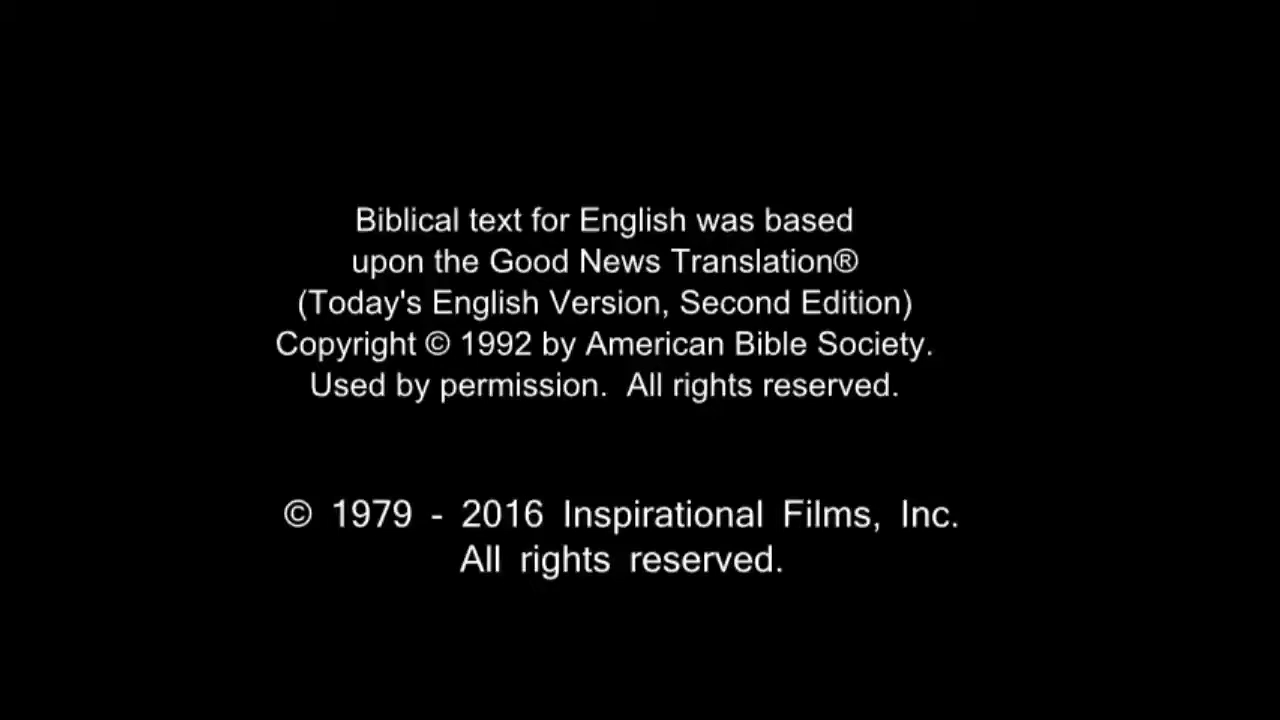 Biblical text for English was based
upon the Good News Translation®
(Today's English Version, Second Edition)
Copyright © 1992 by American Bible Society.
Used by permission.  All rights reserved.
© 1979 - 2016 Inspirational Films, Inc.
All rights reserved.